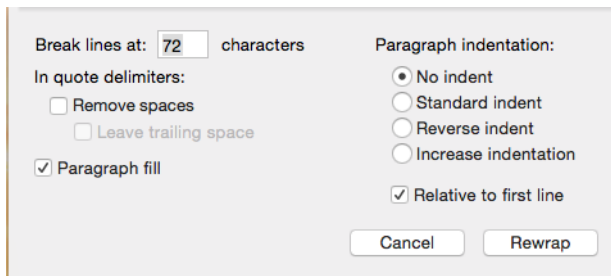 Break lines at: 72 characters
In quote delimiters:
Remove spaces
Leave trailing space
Paragraph fill
Paragraph indentation:
No indent
Standard indent
Reverse indent
Increase indentation
Relative to first line
Cancel
Rewrap